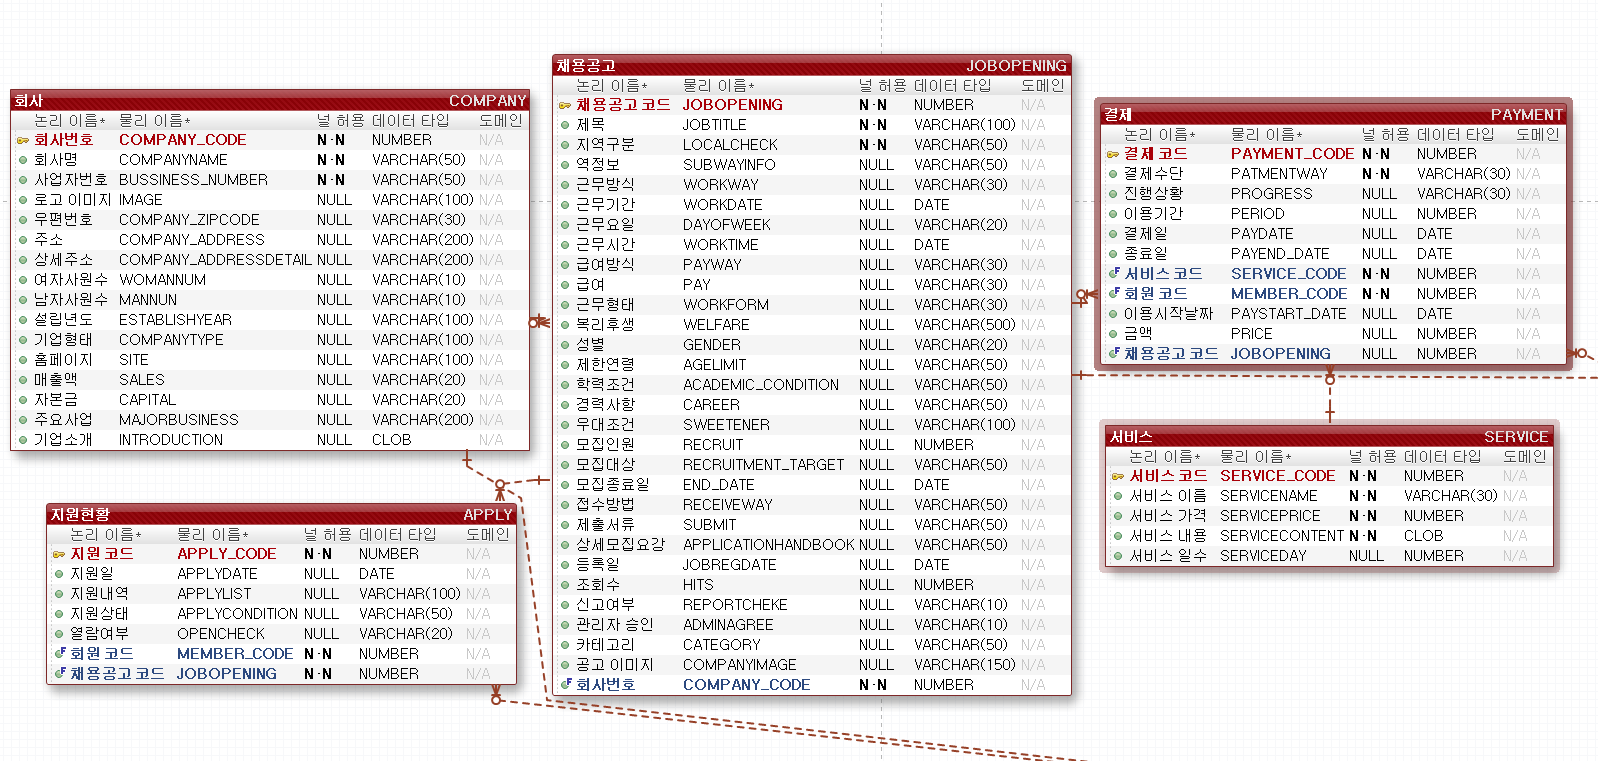 회사 COMPANY
논리 이름* 물리 이름* 널 허용 데이터 타입 도메인
회사번호 COMPANY_CODE N·N NUMBER N/A
회사명 COMPANYNAME N·N VARCHAR(50) N/A
사업자번호 BUSSINESS_NUMBER N·N VARCHAR(50) N/A
로고 이미지 IMAGE NULL VARCHAR(100) N/A
우편번호 COMPANY_ZIPCODE NULL VARCHAR(30) N/A
주소 COMPANY_ADDRESS NULL VARCHAR(200) N/A
상세주소 COMPANY_ADDRESSDETAIL NULL VARCHAR(200) N/A
여자사원수 WOMANNUM NULL VARCHAR(10) N/A
남자사원수 MANNUN NULL VARCHAR(10) N/A
설립년도 ESTABLISHYEAR NULL VARCHAR(100) N/A
기업형태 COMPANYTYPE NULL VARCHAR(100) N/A
홈페이지 SITE NULL VARCHAR(100) N/A
매출액 SALES NULL VARCHAR(20) N/A
자본금 CAPITAL NULL VARCHAR(20) N/A
주요사업 MAJORBUSINESS NULL VARCHAR(200) N/A
기업소개 INTRODUCTION NULL CLOB N/A
지원현황 APPLY
논리 이름* 물리 이름* 널 허용 데이터 타입 도메인
지원 코드 APPLY_CODE N·N NUMBER N/A
지원일 APPLYDATE NULL DATE N/A
지원내역 APPLYLIST NULL VARCHAR(100) N/A
지원상태 APPLYCONDITION NULL VARCHAR(50) N/A
열람여부 OPENCHECK NULL VARCHAR(20) N/A
회원 코드 MEMBER_CODE N·N NUMBER N/A
채용공고 코드 JOBOPENING N·N NUMBER N/A
채용공고 JOBOPENING
논리 이름* 물리 이름* 널 허용 데이터 타입 도메인
채용공고 코드 JOBOPENING N·N NUMBER N/A
제목 JOBTITLE N·N VARCHAR(100) N/A
지역구분 LOCALCHECK N·N VARCHAR(50) N/A
역정보 SUBWAYINFO NULL VARCHAR(50) N/A
근무방식 WORKWAY NULL VARCHAR(30) N/A
근무기간 WORKDATE NULL DATE N/A
근무요일 DAYOFWEEK NULL VARCHAR(20) N/A
근무시간 WORKTIME NULL DATE N/A
급여방식 PAYWAY NULL VARCHAR(30) N/A
급여 PAY NULL VARCHAR(30) N/A
근무형태 WORKFORM NULL VARCHAR(30) N/A
복리후생 WELFARE NULL VARCHAR(500) N/A
성별 GENDER NULL VARCHAR(20) N/A
제한연령 AGELIMIT NULL VARCHAR(50) N/A
학력조건 ACADEMIC_CONDITION NULL VARCHAR(50) N/A
경력사항 CAREER NULL VARCHAR(50) N/A
우대조건 SWEETENER NULL VARCHAR(100) N/A
모집인원 RECRUIT NULL NUMBER N/A
모집대상 RECRUITMENT_TARGET NULL VARCHAR(50) N/A
모집종료일 END_DATE NULL DATE N/A
접수방법 RECEIVEWAY NULL VARCHAR(50) N/A
제출서류 SUBMIT NULL VARCHAR(50) N/A
상세모집요강 APPLICATIONHANDBOOK NULL VARCHAR(50) N/A
등록일 JOBREGDATE NULL DATE N/A
조회수 HITS NULL NUMBER N/A
신고여부 REPORTCHEKE NULL VARCHAR(10) N/A
관리자 승인 ADMINAGREE NULL VARCHAR(10) N/A
카테고리 CATEGORY NULL VARCHAR(50) N/A
공고 이미지 COMPANYIMAGE NULL VARCHAR(150) N/A
회사번호 COMPANY_CODE N·N NUMBER N/A
결제 PAYMENT
논리 이름* 물리 이름* 널 허용 데이터 타입 도메인
결제 코드 PAYMENT_CODE N·N NUMBER N/A
결제수단 PATMENTWAY N·N VARCHAR(30) N/A
진행상황 PROGRESS NULL VARCHAR(30) N/A
이용기간 PERIOD NULL NUMBER N/A
결제일 PAYDATE NULL DATE N/A
종료일 PAYEND_DATE NULL DATE N/A
서비스 코드 SERVICE_CODE N·N NUMBER N/A
회원 코드 MEMBER_CODE N·N NUMBER N/A
이용시작날짜 PAYSTART_DATE NULL DATE N/A
금액 PRICE NULL NUMBER N/A
채용공고 코드 JOBOPENING NULL NUMBER N/A
서비스 SERVICE
논리 이름* 물리 이름* 널 허용 데이터 타입 도메인
서비스 코드 SERVICE_CODE N·N NUMBER N/A
서비스 이름 SERVICENAME N·N VARCHAR(30) N/A
서비스 가격 SERVICEPRICE N·N NUMBER N/A
서비스 내용 SERVICECONTENT N·N CLOB N/A
서비스 일수 SERVICEDAY NULL NUMBER N/A